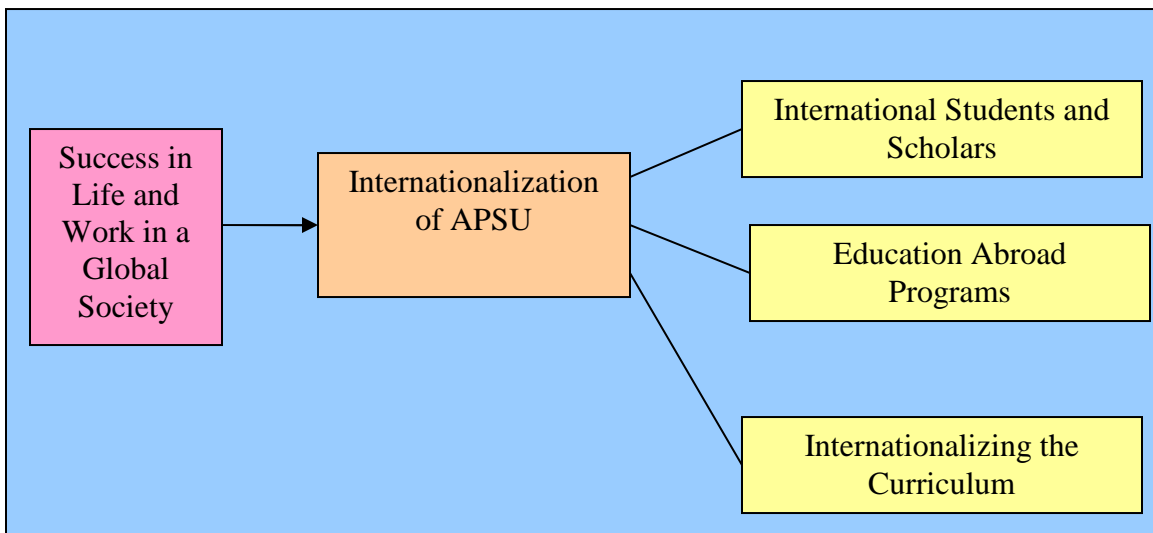 Success in
Life and
Work in a
Global
Society
Internationalization
of APSU
International Students and
Scholars
Education Abroad
Programs
Internationalizing the
Curriculum